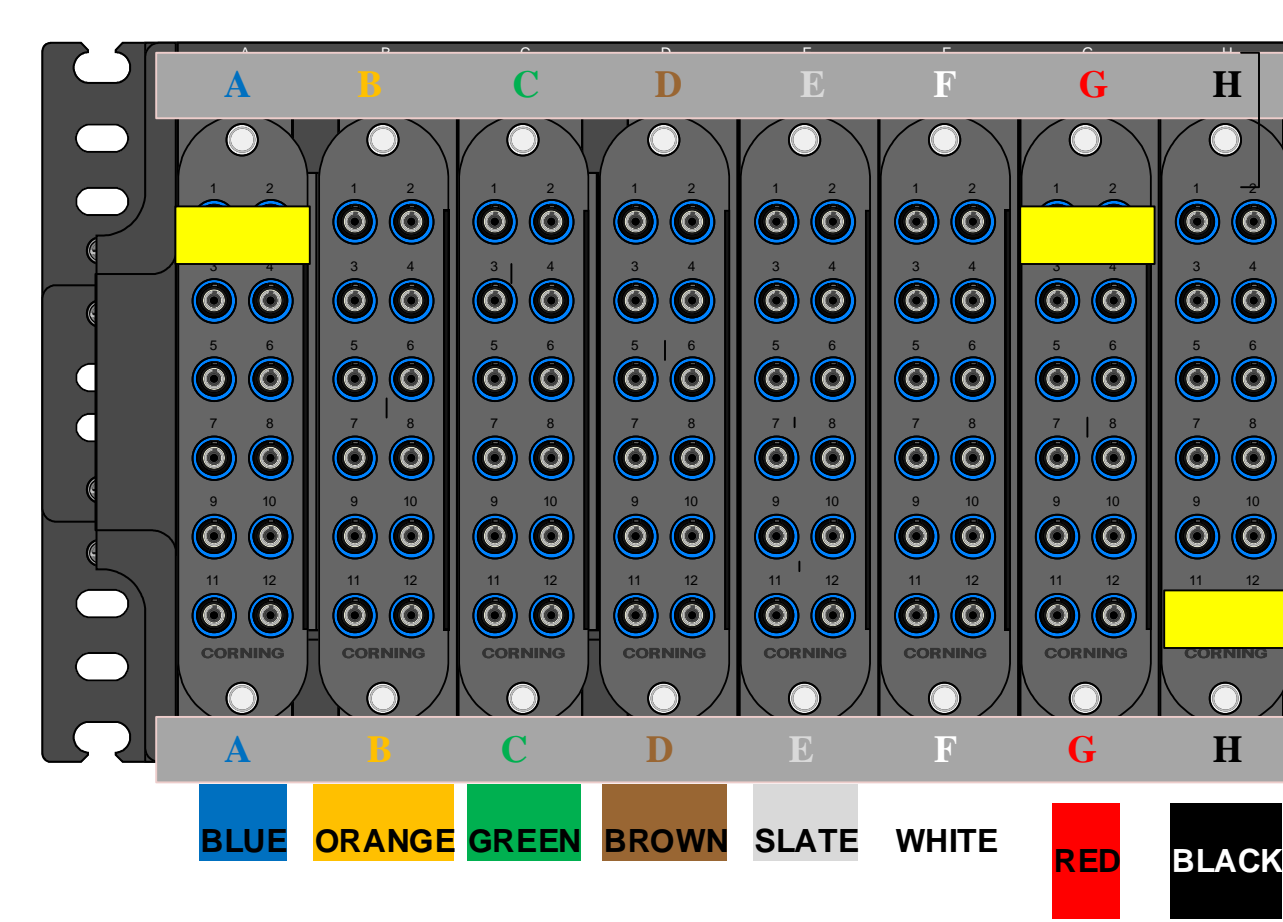 A B C D E F G H
A B C D E F G H
1 2 1 2 1 2 1 2 1 2 1 2 1 2 1 2
3 4 3 4 3 4 3 4 3 4 3 4 3 4 3 4
5 6 5 6 5 6 5 6 5 6 5 6 5 6 5 6
7 8 7 8 7 8 7 8 7 8 7 8 7 8 7 8
9 10 9 10 9 10 9 10 9 10 9 10 9 10 9 10
11 12 11 12 11 12 11 12 11 12 11 12 11 12 11 12
CORNING CORNING CORNING CORNING CORNING CORNING CORNING CORNING
A B C D E F G H
BLUE ORANGE GREEN BROWN SLATE WHITE RED BLACK